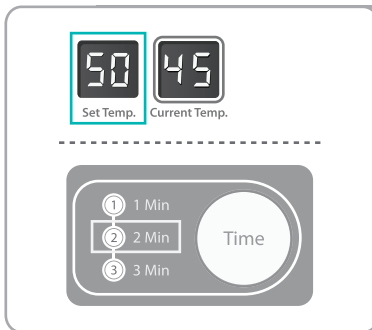 50 45
Set Temp. Current Temp.
1 1 Min
2 2 Min
3 3 Min
Time